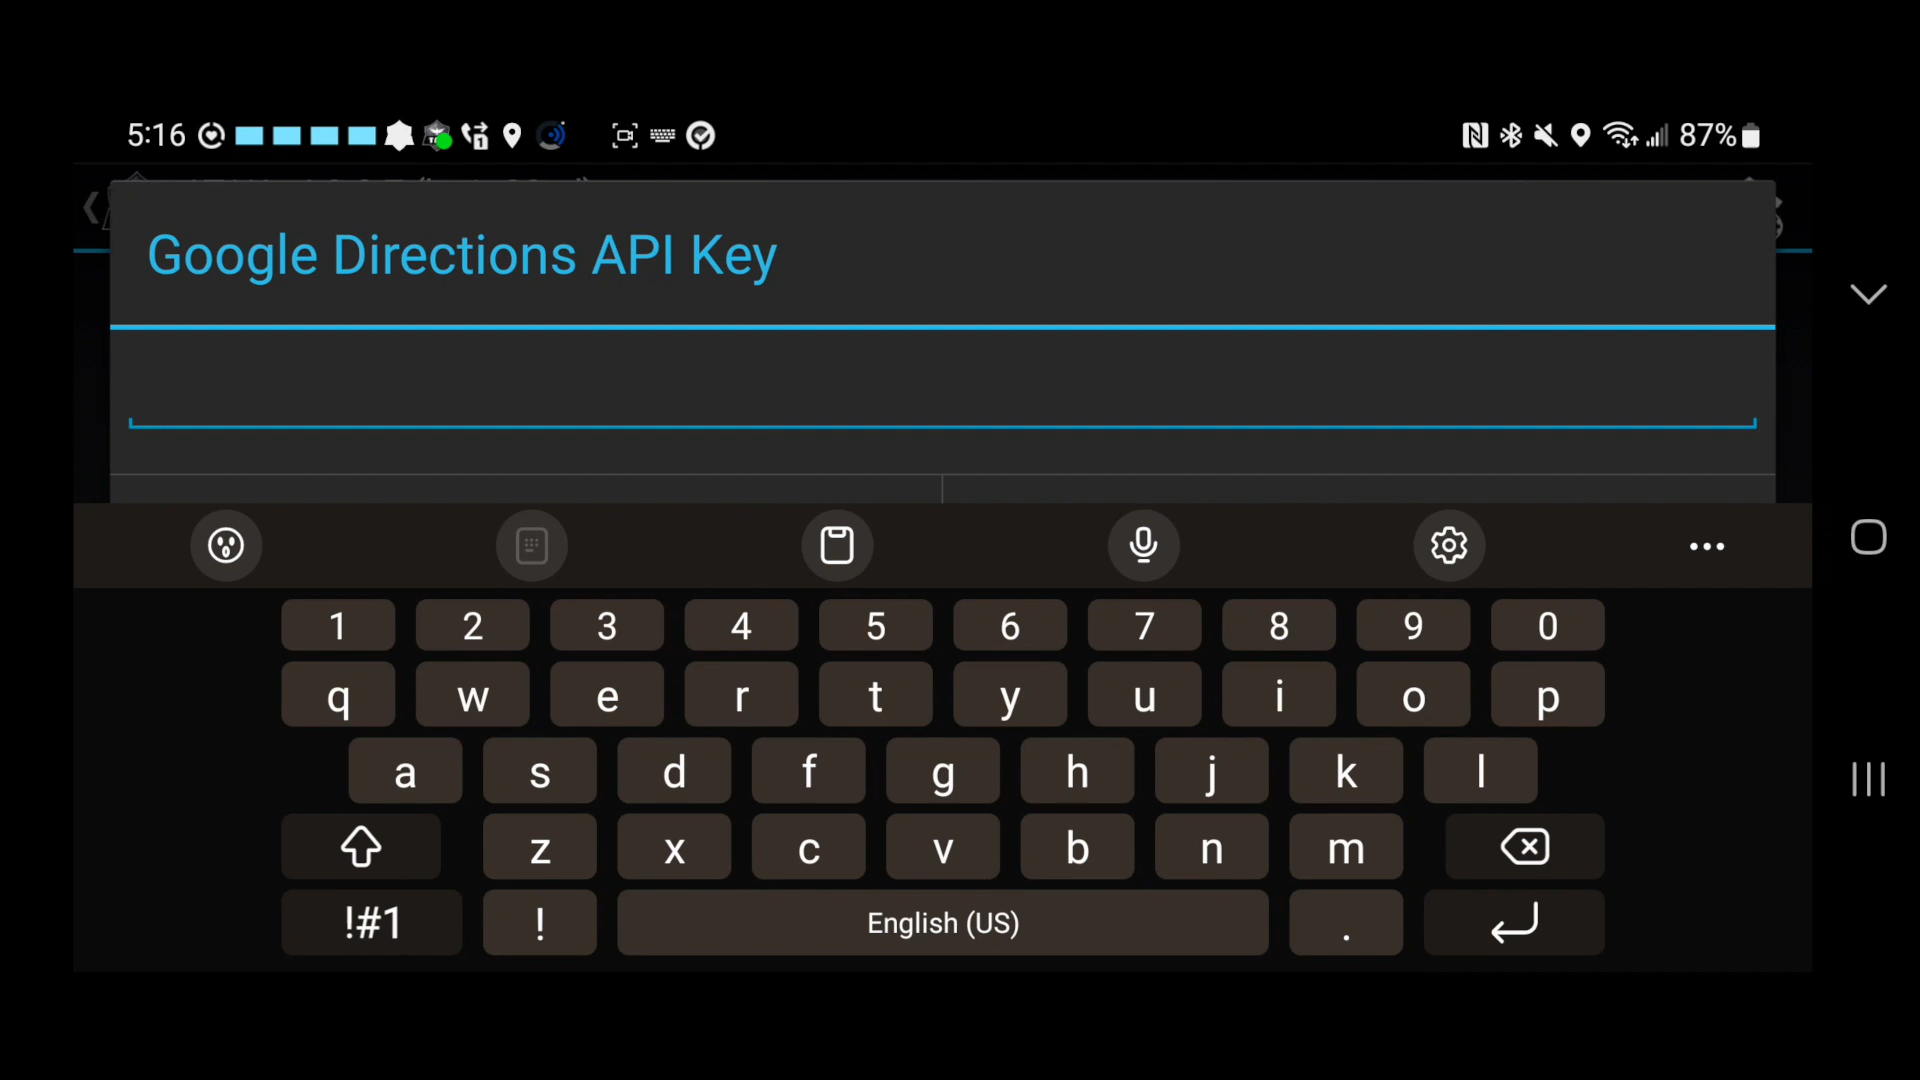 5:16
87%
Google Directions API Key
1 2 3 4 5 6 7 8 9 0
q w e r t y u i o p
a s d f g h j k l
z x c v b n m
!#1 ! English (US) .